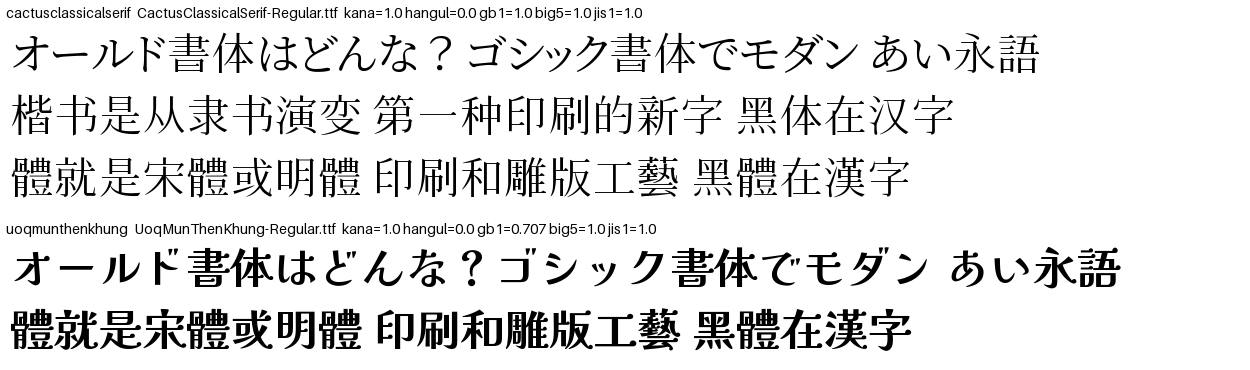 cactusclassicalserif CactusClassicalSerif-Regular.ttf kana=1.0 hangul=0.0 gb1=1.0 big5=1.0 jis1=1.0
オールド書体はどんな？ゴシック書体でモダン あい永語
楷书是从隶书演变 第一种印刷的新字 黑体在汉字
體就是宋體或明體 印刷和雕版工藝 黑體在漢字
uoqmunthenkhung UoqMunThenKhung-Regular.ttf kana=1.0 hangul=0.0 gb1=0.707 big5=1.0 jis1=1.0
オールド書体はどんな？ゴシック書体でモダン あい永語
體就是宋體或明體 印刷和雕版工藝 黑體在漢字